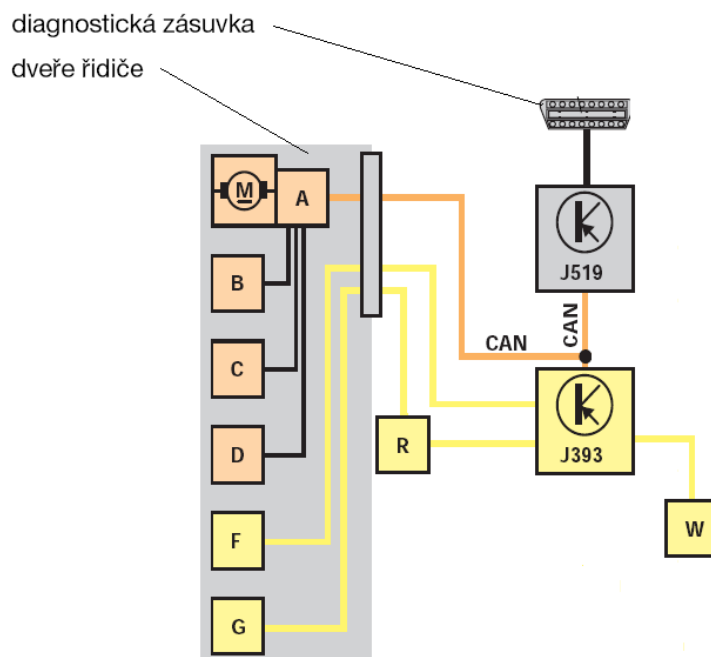 diagnostická zásuvka
dveře řidiče
M
A
J519
B
CAN
CAN
C
D
R
J393
W
F
G